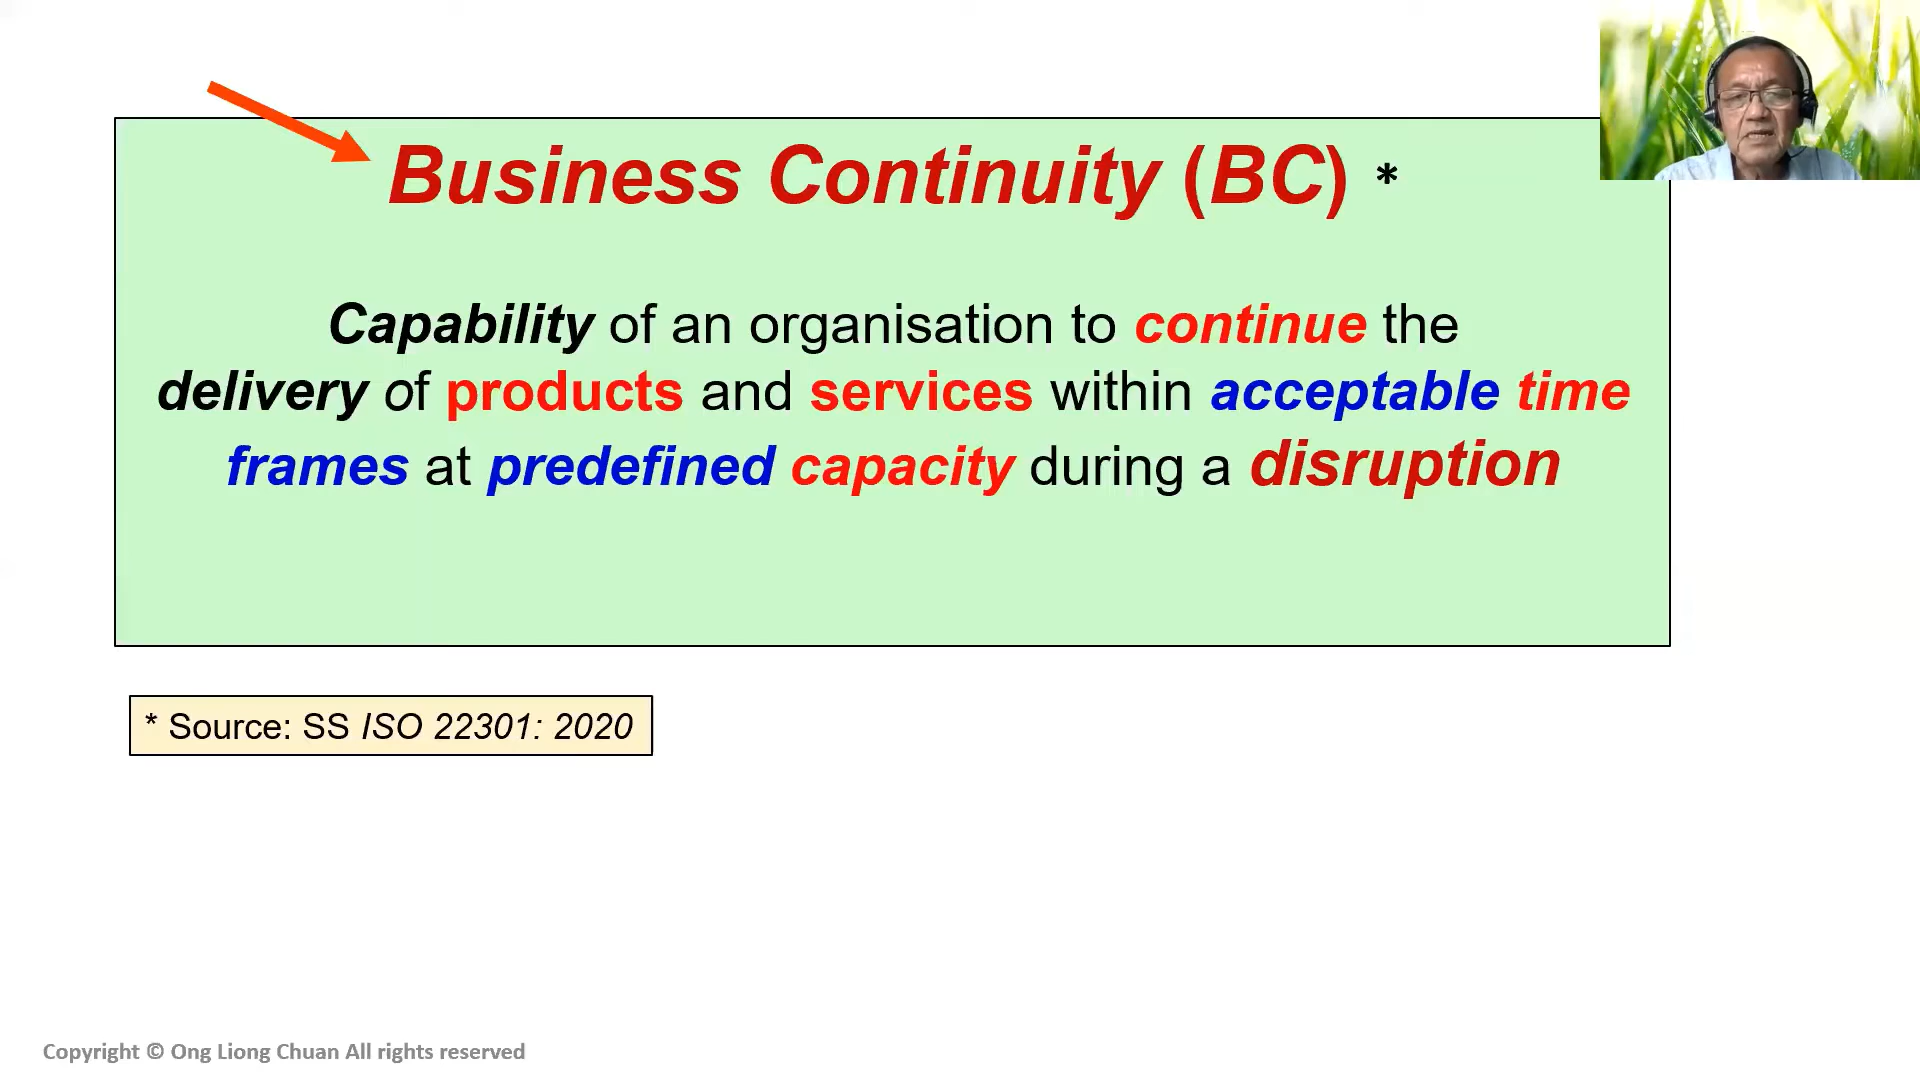 Business Continuity (BC) *
Capability of an organisation to continue the
delivery of products and services within acceptable time
frames at predefined capacity during a disruption
* Source: SS ISO 22301: 2020
Copyright © Ong Liong Chuan All rights reserved